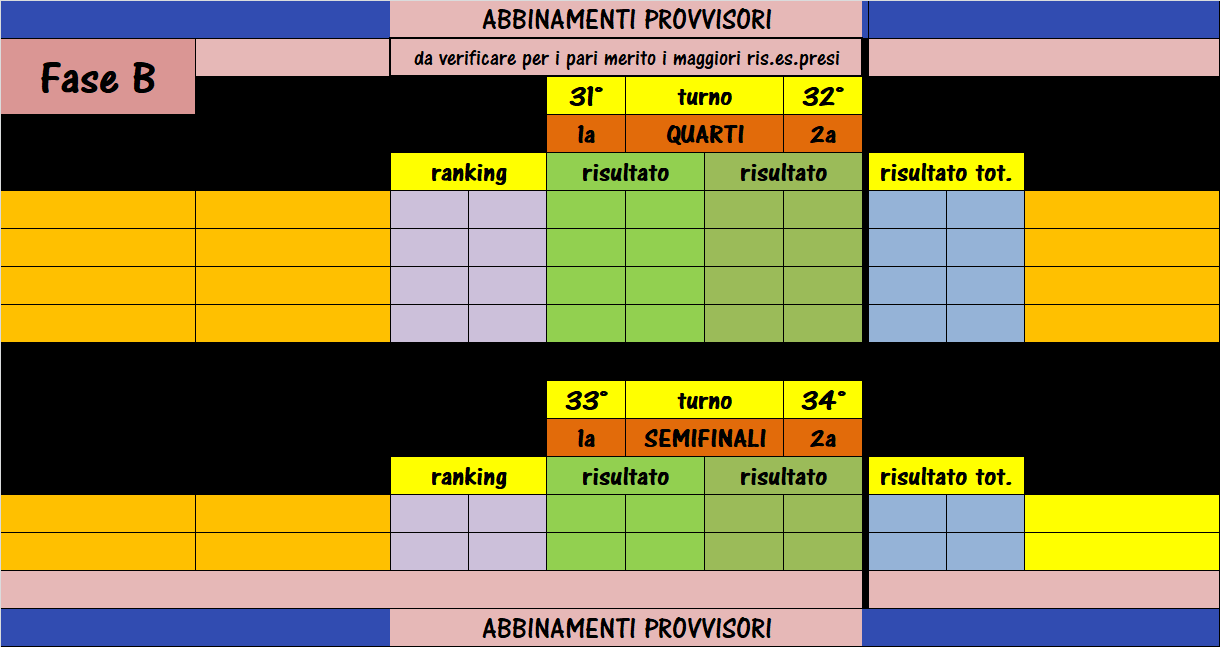 ABBINAMENTI PROVVISORI
Fase B
da verificare per i pari merito i maggiori ris.es.presi
31° turno 32°
1a QUARTI 2a
ranking risultato risultato risultato tot.
33° turno 34°
1a SEMIFINALI 2a
ranking risultato risultato risultato tot.
ABBINAMENTI PROVVISORI